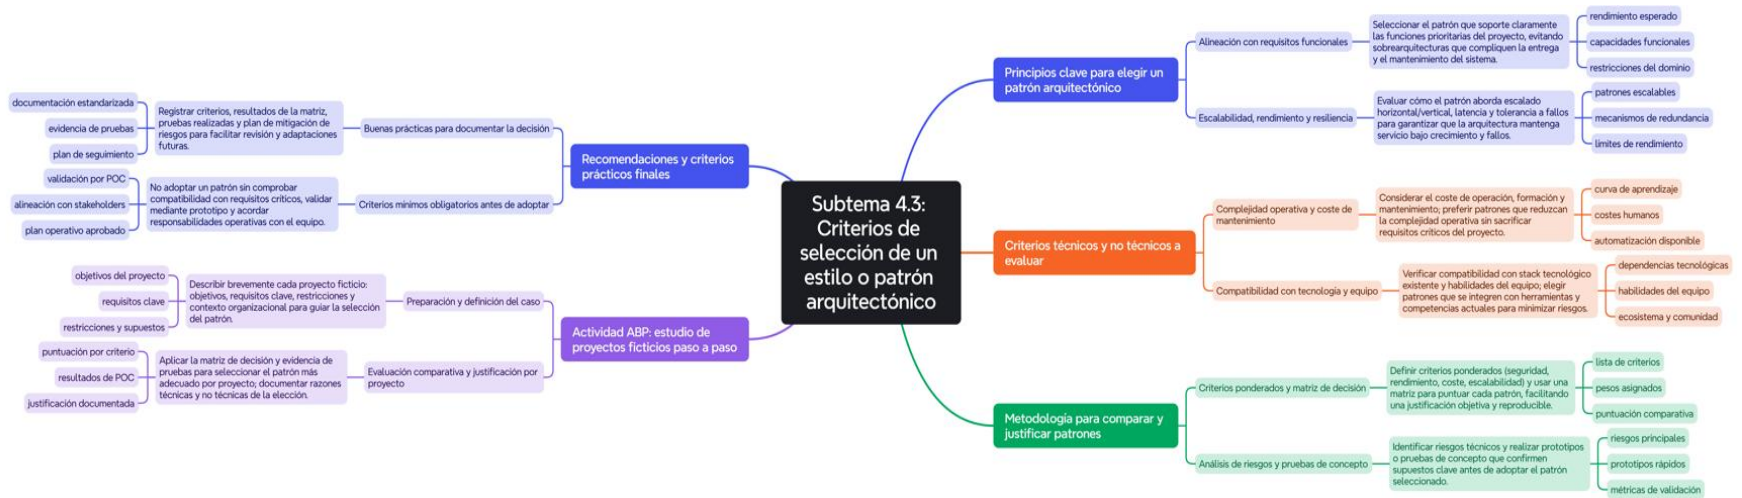 Subtema 4.3:
Criterios de
selección de un
estilo o patrón
arquitectónico
Principios clave para elegir un
patrón arquitectónico
Alineación con requisitos funcionales
Seleccionar el patrón que soporte claramente
las funciones prioritarias del proyecto, evitando
sobrearquitecturas que compliquen la entrega
y el mantenimiento del sistema.
rendimiento esperado
capacidades funcionales
restricciones del dominio
Escalabilidad, rendimiento y resiliencia
Evaluar cómo el patrón aborda escalado
horizontal/vertical, latencia y tolerancia a fallos
para garantizar que la arquitectura mantenga
servicio bajo crecimiento y fallos.
patrones escalables
mecanismos de redundancia
límites de rendimiento
Criterios técnicos y no técnicos a
evaluar
Complejidad operativa y coste de
mantenimiento
Considerar el coste de operación, formación y
mantenimiento; preferir patrones que reduzcan
la complejidad operativa sin sacrificar
requisitos críticos del proyecto.
curva de aprendizaje
costes humanos
automatización disponible
Compatibilidad con tecnología y equipo
Verificar compatibilidad con stack tecnológico
existente y habilidades del equipo; elegir
patrones que se integren con herramientas y
competencias actuales para minimizar riesgos.
dependencias tecnológicas
habilidades del equipo
ecosistema y comunidad
Metodología para comparar y
justificar patrones
Criterios ponderados y matriz de decisión
Definir criterios ponderados (seguridad,
rendimiento, coste, escalabilidad) y usar una
matriz para puntuar cada patrón, facilitando
una justificación objetiva y reproducible.
lista de criterios
pesos asignados
puntuación comparativa
Análisis de riesgos y pruebas de concepto
Identificar riesgos técnicos y realizar prototipos
o pruebas de concepto que confirmen
supuestos clave antes de adoptar el patrón
seleccionado.
riesgos principales
prototipos rápidos
métricas de validación
Recomendaciones y criterios
prácticos finales
Buenas prácticas para documentar la decisión
Registrar criterios, resultados de la matriz,
pruebas realizadas y plan de mitigación de
riesgos para facilitar revisión y adaptaciones
futuras.
documentación estandarizada
evidencia de pruebas
plan de seguimiento
Criterios mínimos obligatorios antes de adoptar
No adoptar un patrón sin comprobar
compatibilidad con requisitos críticos, validar
mediante prototipo y acordar
responsabilidades operativas con el equipo.
validación por POC
alineación con stakeholders
plan operativo aprobado
Actividad ABP: estudio de
proyectos ficticios paso a paso
Preparación y definición del caso
Describir brevemente cada proyecto ficticio:
objetivos, requisitos clave, restricciones y
contexto organizacional para guiar la selección
del patrón.
objetivos del proyecto
requisitos clave
restricciones y supuestos
Evaluación comparativa y justificación por
proyecto
Aplicar la matriz de decisión y evidencia de
pruebas para seleccionar el patrón más
adecuado por proyecto; documentar razones
técnicas y no técnicas de la elección.
puntuación por criterio
resultados de POC
justificación documentada